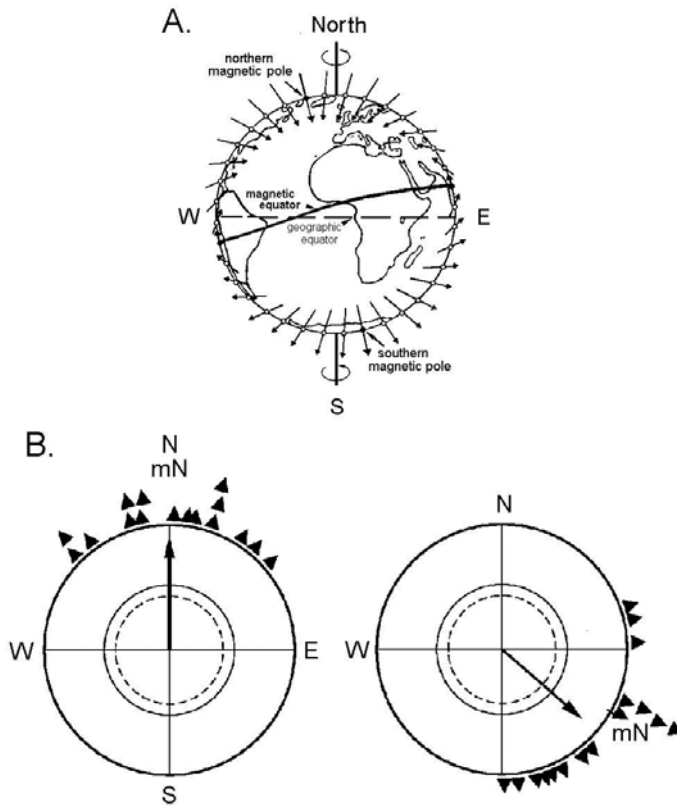 A.
North
northern
magnetic pole
magnetic
equator
W
geographic
equator
E
southern
magnetic pole
S
B.
N
mN
W
E
S
N
W
mN